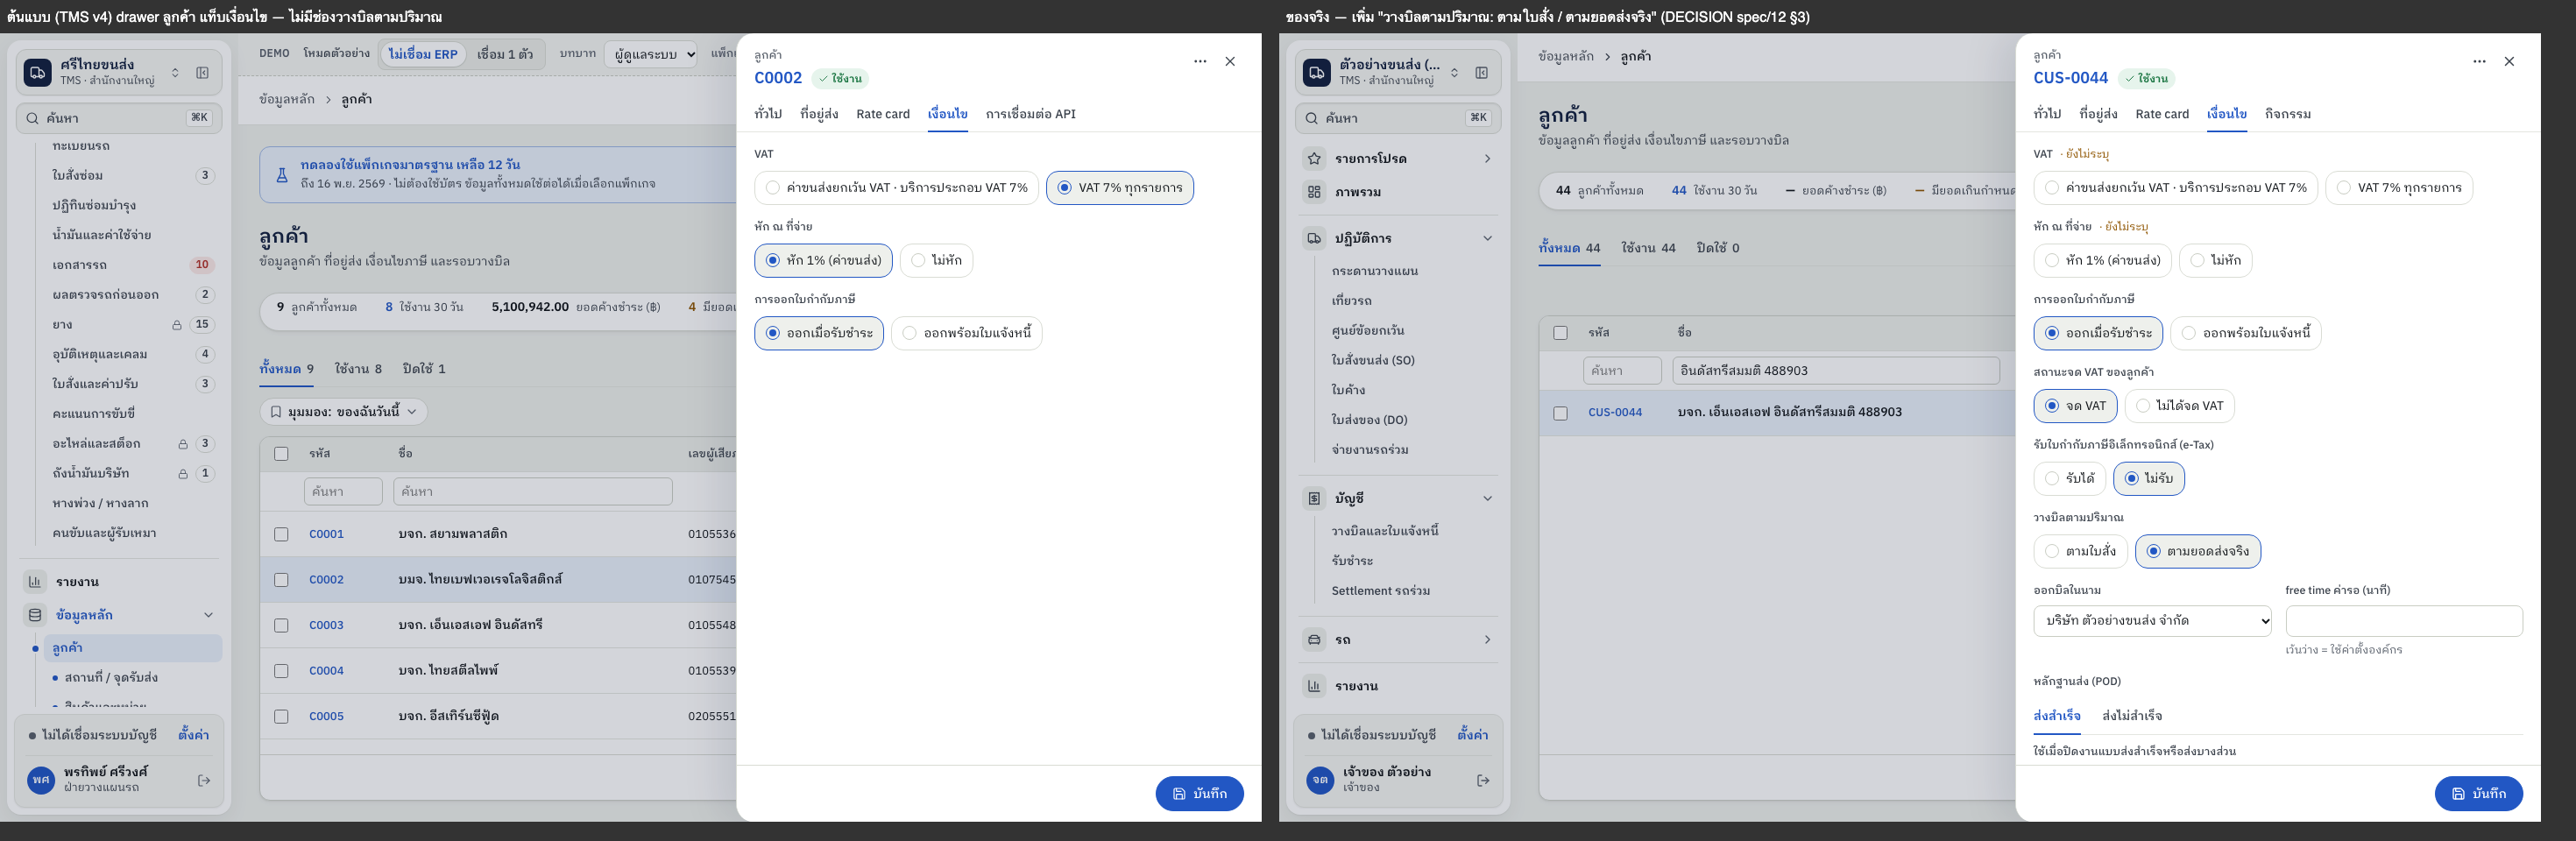 ต้นแบบ (TMS v4) drawer ลูกค้า แท็บเงื่อนไข — ไม่มีช่องวางบิลตามปริมาณ
ศรีไทยขนส่ง
TMS · สำนักงานใหญ่
ค้นหา ⌘K
ทะเบียนรถ
ใบสั่งซ่อม 3
ปฏิทินซ่อมบำรุง
น้ำมันและค่าใช้จ่าย
เอกสารรถ 10
ผลตรวจรถก่อนออก 2
ยาง 15
อุบัติเหตุและเคลม 4
ใบสั่งและค่าปรับ 3
คะแนนการขับขี่
อะไหล่และสต็อก 3
ถังน้ำมันบริษัท 1
หางพ่วง / หางลาก
คนขับและผู้รับเหมา
รายงาน
ข้อมูลหลัก
ลูกค้า
สถานที่ / จุดรับส่ง
ไม่ได้เชื่อมระบบบัญชี ตั้งค่า
พศ พรทิพย์ ศรีวงศ์
ฝ่ายวางแผนรถ
DEMO โหมดตัวอย่าง ไม่เชื่อม ERP เชื่อม 1 ตัว บทบาท ผู้ดูแลระบบ
ข้อมูลหลัก > ลูกค้า
ทดลองใช้แพ็กเกจมาตรฐาน เหลือ 12 วัน
ถึง 16 พ.ย. 2569 · ไม่ต้องใช้บัตร ข้อมูลทั้งหมดใช้ต่อได้เมื่อเลือกแพ็กเกจ
ลูกค้า
ข้อมูลลูกค้า ที่อยู่ส่ง เงื่อนไขภาษี และรอบวางบิล
9 ลูกค้าทั้งหมด 8 ใช้งาน 30 วัน 5,100,942.00 ยอดค้างชำระ (฿) 4
ทั้งหมด 9 ใช้งาน 8 ปิดใช้ 1
มุมมอง: ของฉันวันนี้
รหัส ชื่อ
ค้นหา ค้นหา
C0001 บจก. สยามพลาสติก 0105536
C0002 บมจ. ไทยเบฟเวอเรจโลจิสติกส์ 0107545
C0003 บจก. เอ็นเอสเอฟ อินดัสทรี 0105548
C0004 บจก. ไทยสตีลไพพ์ 0105539
C0005 บจก. อีสเทิร์นซีฟู้ด 0205551
ลูกค้า
C0002 ใช้งาน
ทั่วไป ที่อยู่ส่ง Rate card เงื่อนไข การเชื่อมต่อ API
VAT
ค่าขนส่งยกเว้น VAT · บริการประกอบ VAT 7% VAT 7% ทุกรายการ
หัก ณ ที่จ่าย
หัก 1% (ค่าขนส่ง) ไม่หัก
การออกใบกำกับภาษี
ออกเมื่อรับชำระ ออกพร้อมใบแจ้งหนี้
บันทึก
ของจริง — เพิ่ม "วางบิลตามปริมาณ: ตามใบสั่ง / ตามยอดส่งจริง" (DECISION spec/12 §3)
ตัวอย่างขนส่ง (...
TMS · สำนักงานใหญ่
ค้นหา ⌘K
รายการโปรด
ภาพรวม
ปฏิบัติการ
กระดานวางแผน
เที่ยวรถ
ศูนย์ข้อยกเว้น
ใบสั่งขนส่ง (SO)
ใบค้าง
ใบส่งของ (DO)
จ่ายงานรถร่วม
บัญชี
วางบิลและใบแจ้งหนี้
รับชำระ
Settlement รถร่วม
รถ
รายงาน
ไม่ได้เชื่อมระบบบัญชี ตั้งค่า
จต เจ้าของ ตัวอย่าง
เจ้าของ
ข้อมูลหลัก > ลูกค้า
ลูกค้า
ข้อมูลลูกค้า ที่อยู่ส่ง เงื่อนไขภาษี และรอบวางบิล
44 ลูกค้าทั้งหมด 44 ใช้งาน 30 วัน — ยอดค้างชำระ (฿) — มียอดเกินกำหนด
ทั้งหมด 44 ใช้งาน 44 ปิดใช้ 0
รหัส ชื่อ
ค้นหา อินดัสทรีสมมติ 488903
CUS-0044 บจก. เอ็นเอสเอฟ อินดัสทรีสมมติ 488903
ลูกค้า
CUS-0044 ใช้งาน
ทั่วไป ที่อยู่ส่ง Rate card เงื่อนไข กิจกรรม
VAT · ยังไม่ระบุ
ค่าขนส่งยกเว้น VAT · บริการประกอบ VAT 7% VAT 7% ทุกรายการ
หัก ณ ที่จ่าย · ยังไม่ระบุ
หัก 1% (ค่าขนส่ง) ไม่หัก
การออกใบกำกับภาษี
ออกเมื่อรับชำระ ออกพร้อมใบแจ้งหนี้
สถานะจด VAT ของลูกค้า
จด VAT ไม่ได้จด VAT
รับใบกำกับภาษีอิเล็กทรอนิกส์ (e-Tax)
รับได้ ไม่รับ
วางบิลตามปริมาณ
ตามใบสั่ง ตามยอดส่งจริง
ออกบิลในนาม free time ค่ารอ (นาที)
บริษัท ตัวอย่างขนส่ง จำกัด
เว้นว่าง = ใช้ค่าตั้งองค์กร
หลักฐานส่ง (POD)
ส่งสำเร็จ ส่งไม่สำเร็จ
ใช้เมื่อปิดงานแบบส่งสำเร็จหรือส่งบางส่วน
บันทึก